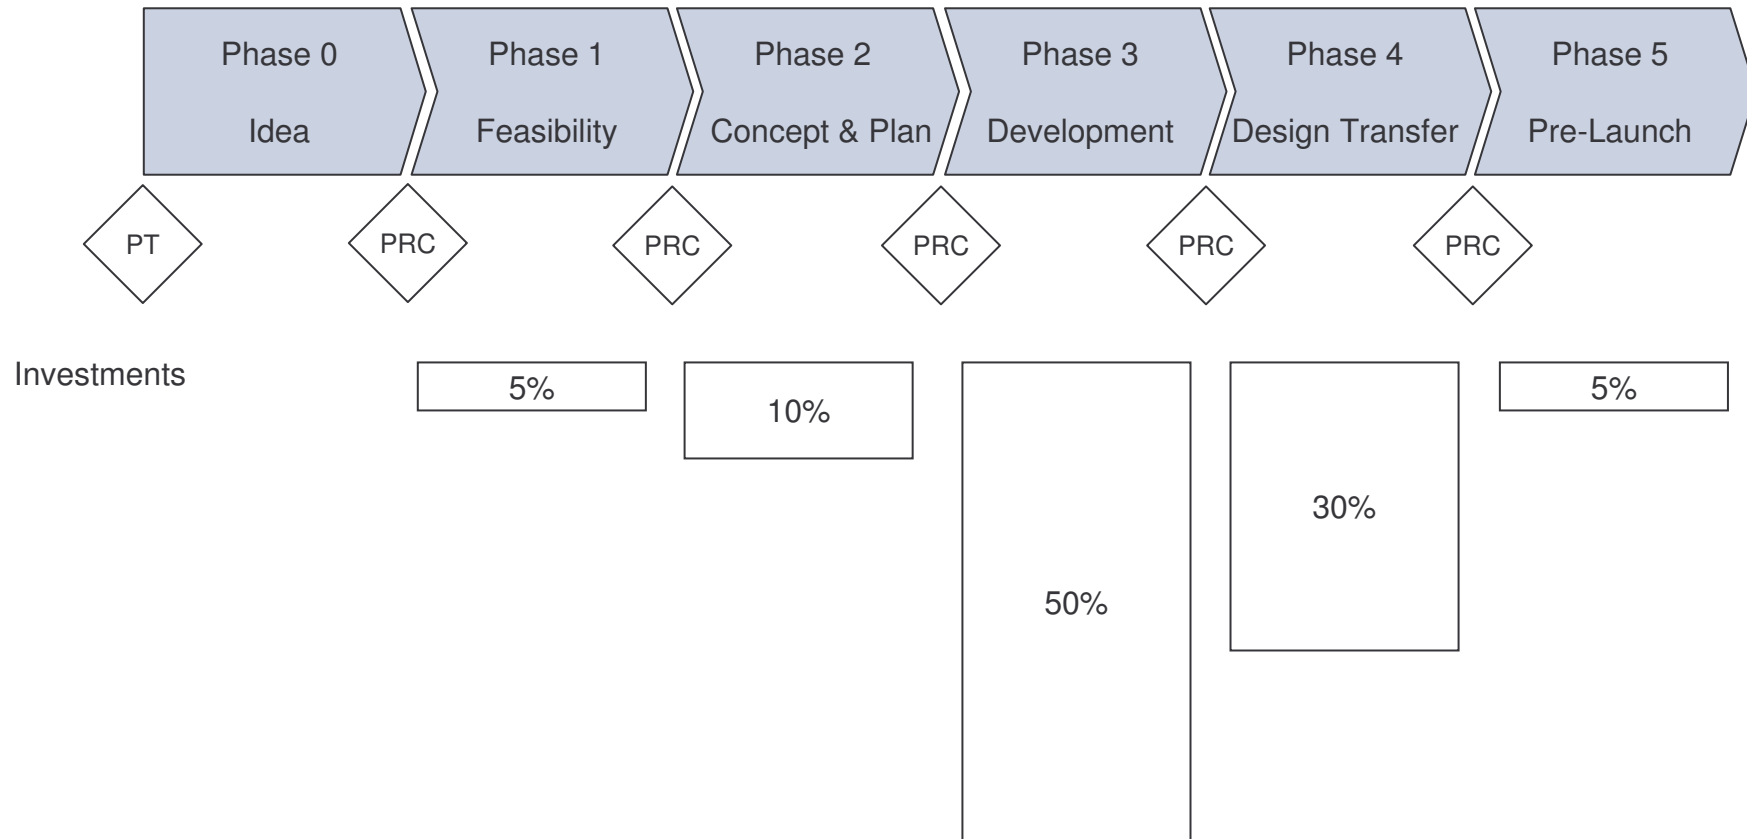 Phase 0
Idea
Phase 1
Feasibility
Phase 2
Concept & Plan
Phase 3
Development
Phase 4
Design Transfer
Phase 5
Pre-Launch
PT
PRC
PRC
PRC
PRC
PRC
Investments
5%
10%
50%
30%
5%